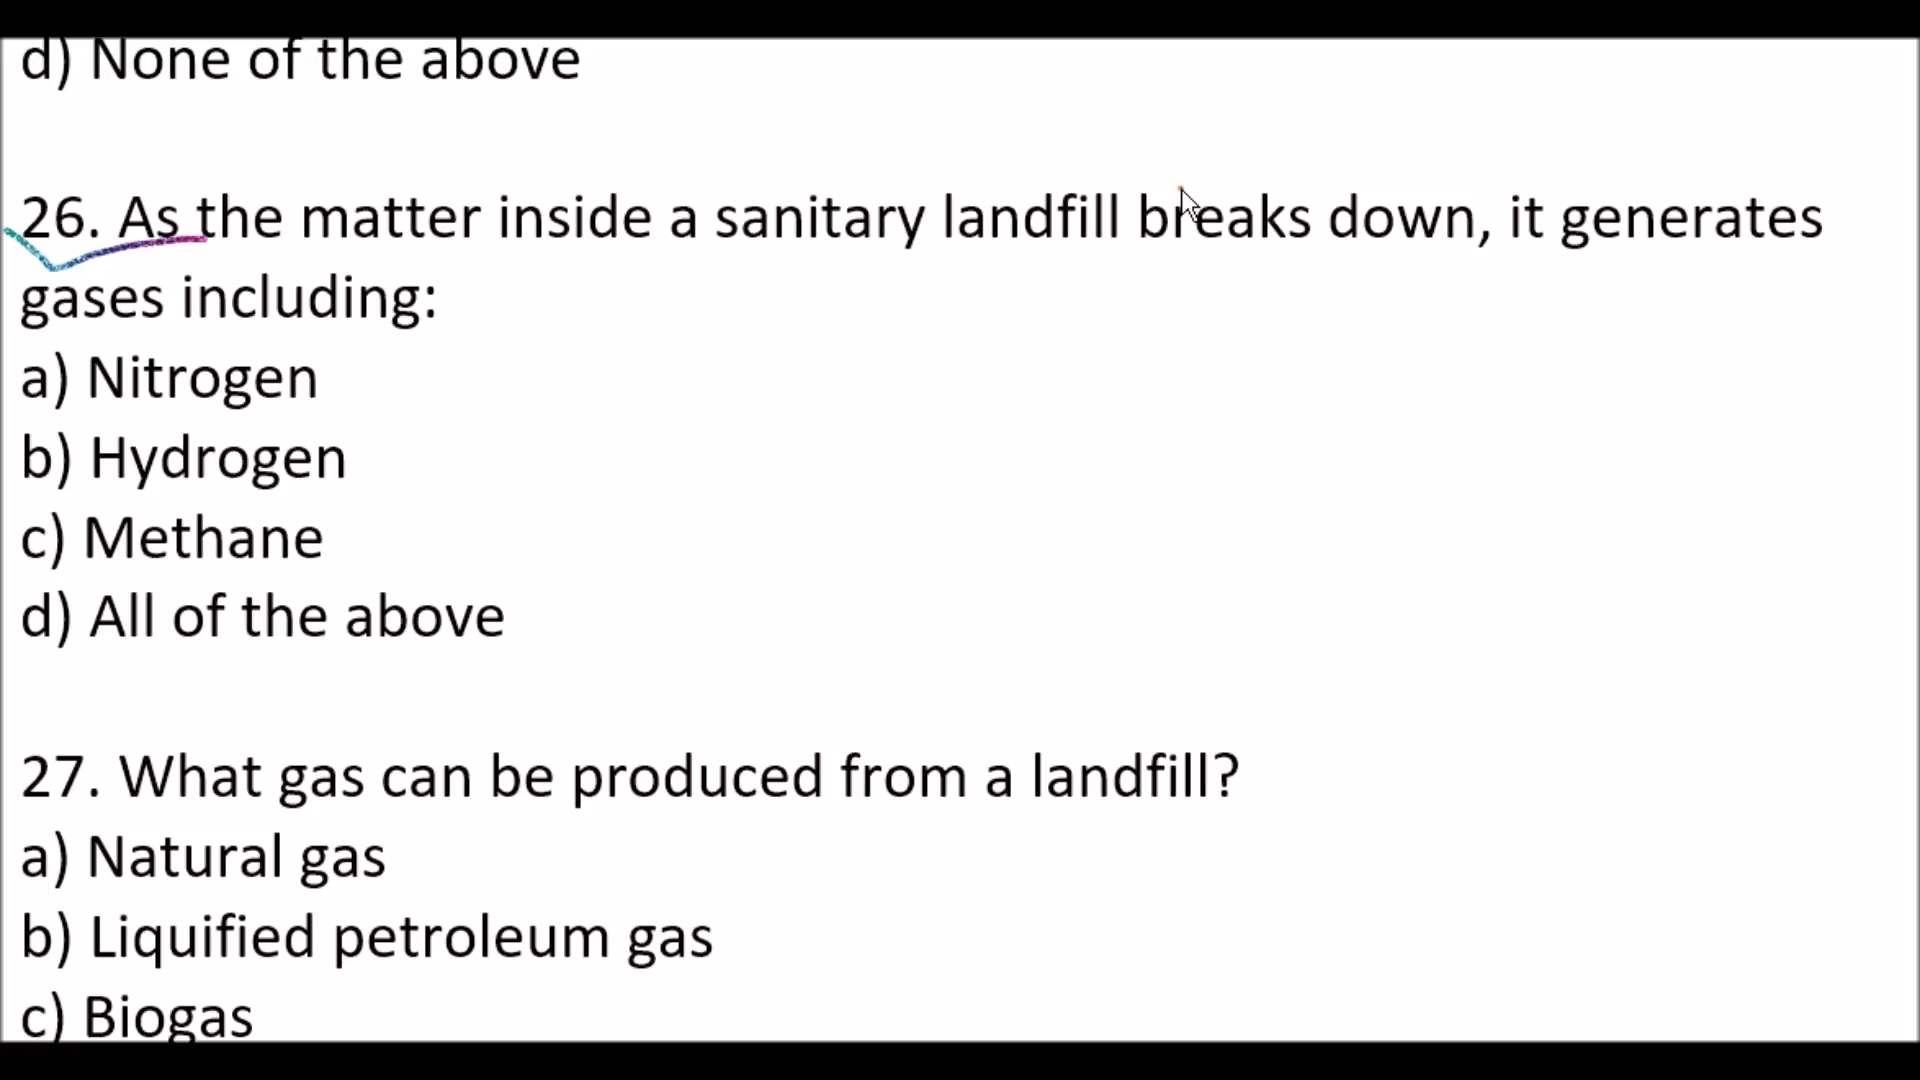 d) None of the above
26. As the matter inside a sanitary landfill breaks down, it generates
gases including:
a) Nitrogen
b) Hydrogen
c) Methane
d) All of the above
27. What gas can be produced from a landfill?
a) Natural gas
b) Liquified petroleum gas
c) Biogas